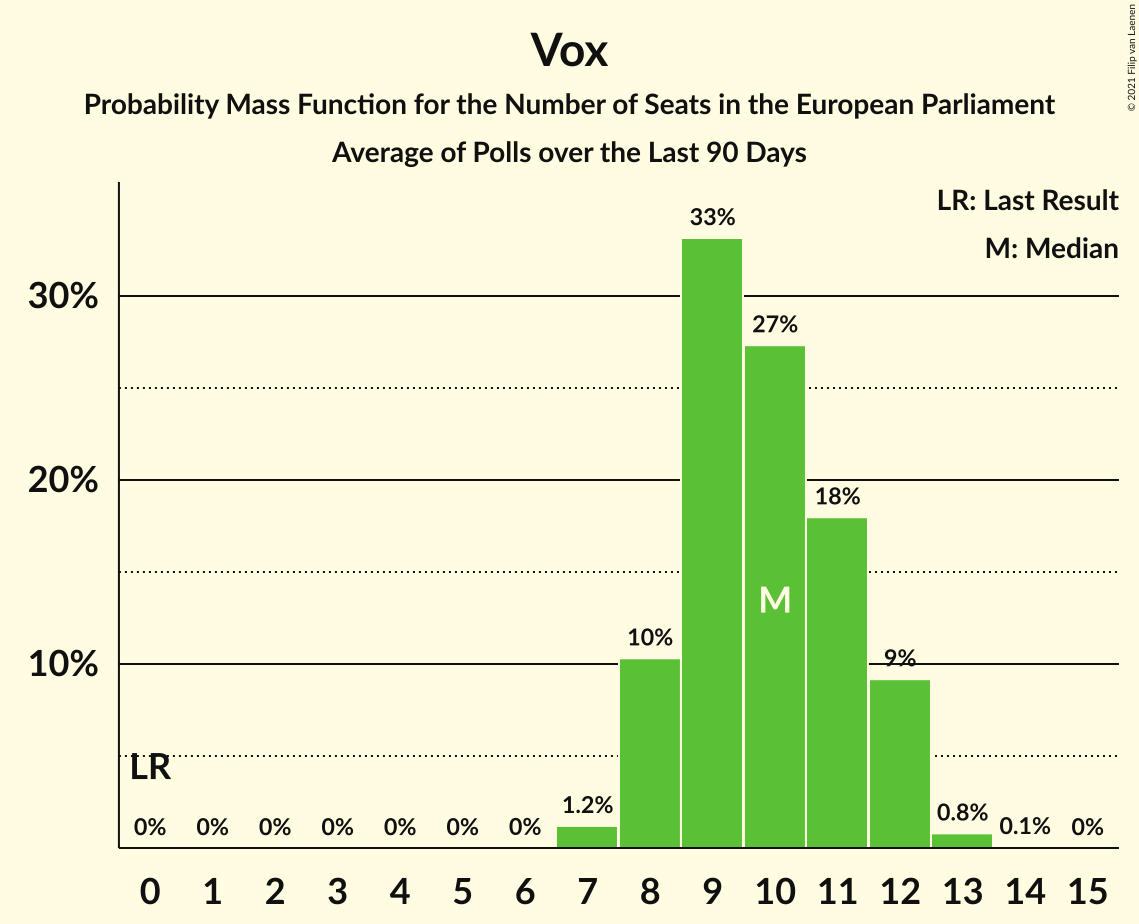 Vox
Probability Mass Function for the Number of Seats in the European Parliament
Average of Polls over the Last 90 Days
© 2021 Filip van Laenen
LR: Last Result
M: Median
30%
20%
10%
0%
0%
0%
0%
0%
0%
0%
1.2%
10%
33%
27%
18%
9%
0.8%
0.1%
0%
LR
M
0 1 2 3 4 5 6 7 8 9 10 11 12 13 14 15